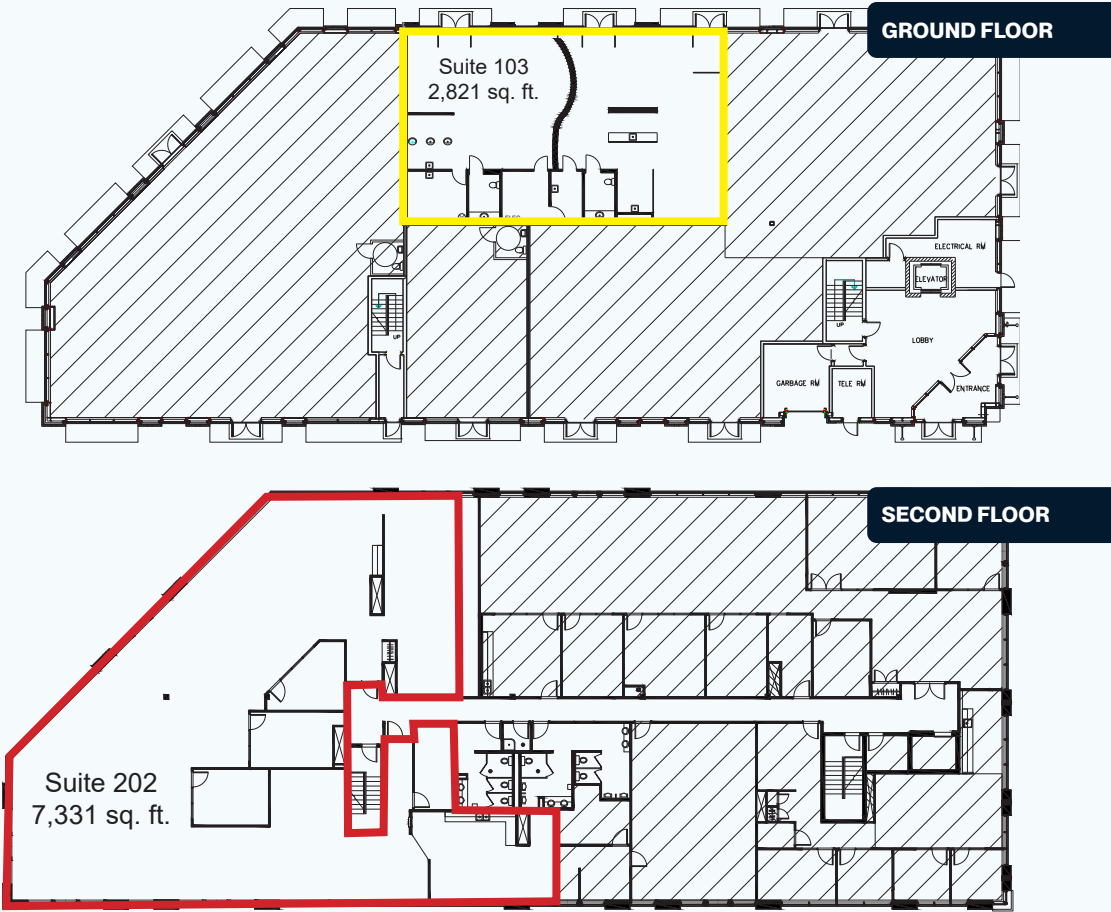 GROUND FLOOR
Suite 103
2,821 sq. ft.
ELEC
ELECTRICAL RM
ELEVATOR
UP
UP
LOBBY
GARBAGE RM
TELE RM
ENTRANCE
SECOND FLOOR
Suite 202
7,331 sq. ft.